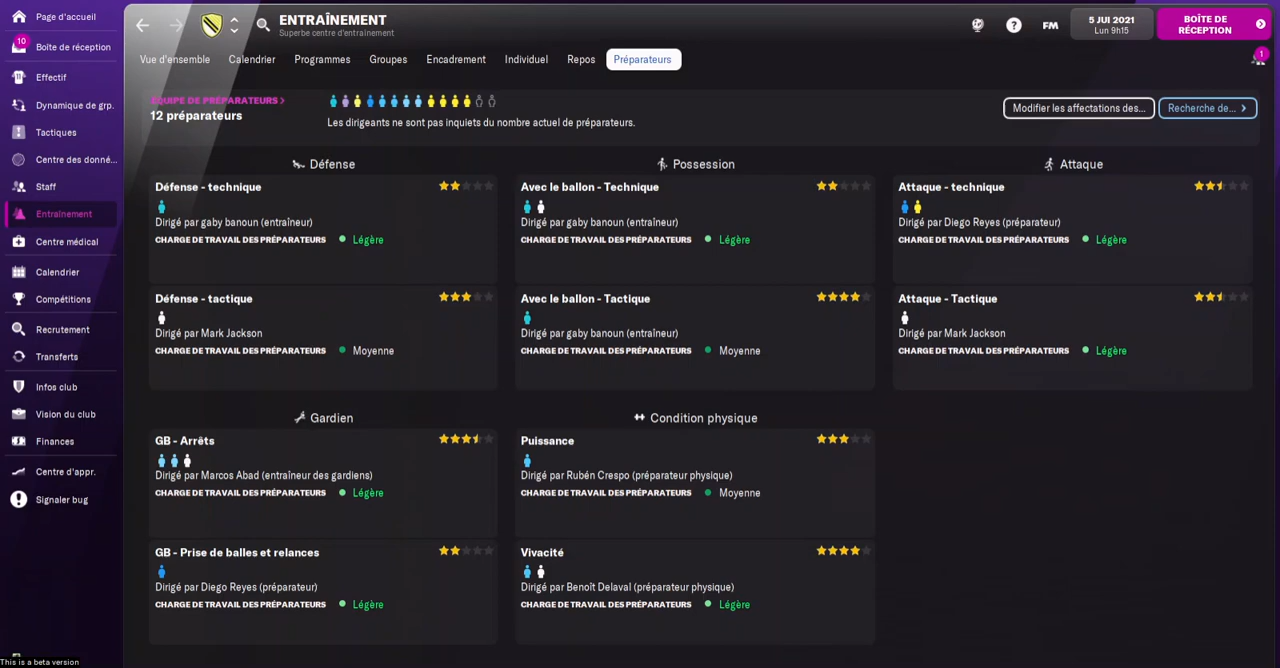 Page d'accueil
10
Boîte de réception
Effectif
Dynamique de grp.
Tactiques
Centre des donné...
Staff
Entraînement
Centre médical
Calendrier
Compétitions
Recrutement
Transferts
Infos club
Vision du club
Finances
Centre d'appr.
Signaler bug
This is a beta version
ENTRAÎNEMENT
Superbe centre d'entraînement
?
FM
5 JUI 2021
Lun 9h15
BOÎTE DE
RÉCEPTION
1
Vue d'ensemble Calendrier Programmes Groupes Encadrement Individuel Repos Préparateurs
ÉQUIPE DE PRÉPARATEURS >
12 préparateurs
Les dirigeants ne sont pas inquiets du nombre actuel de préparateurs.
Modifier les affectations des...
Recherche de... >
Défense
Défense - technique
Dirigé par gaby banoun (entraîneur)
CHARGE DE TRAVAIL DES PRÉPARATEURS Légère
Défense - tactique
Dirigé par Mark Jackson
CHARGE DE TRAVAIL DES PRÉPARATEURS Moyenne
Possession
Avec le ballon - Technique
Dirigé par gaby banoun (entraîneur)
CHARGE DE TRAVAIL DES PRÉPARATEURS Légère
Avec le ballon - Tactique
Dirigé par gaby banoun (entraîneur)
CHARGE DE TRAVAIL DES PRÉPARATEURS Moyenne
Attaque
Attaque - technique
Dirigé par Diego Reyes (préparateur)
CHARGE DE TRAVAIL DES PRÉPARATEURS Légère
Attaque - Tactique
Dirigé par Mark Jackson
CHARGE DE TRAVAIL DES PRÉPARATEURS Légère
Gardien
GB - Arrêts
Dirigé par Marcos Abad (entraîneur des gardiens)
CHARGE DE TRAVAIL DES PRÉPARATEURS Légère
GB - Prise de balles et relances
Dirigé par Diego Reyes (préparateur)
CHARGE DE TRAVAIL DES PRÉPARATEURS Légère
Condition physique
Puissance
Dirigé par Rubén Crespo (préparateur physique)
CHARGE DE TRAVAIL DES PRÉPARATEURS Moyenne
Vivacité
Dirigé par Benoît Delaval (préparateur physique)
CHARGE DE TRAVAIL DES PRÉPARATEURS Légère